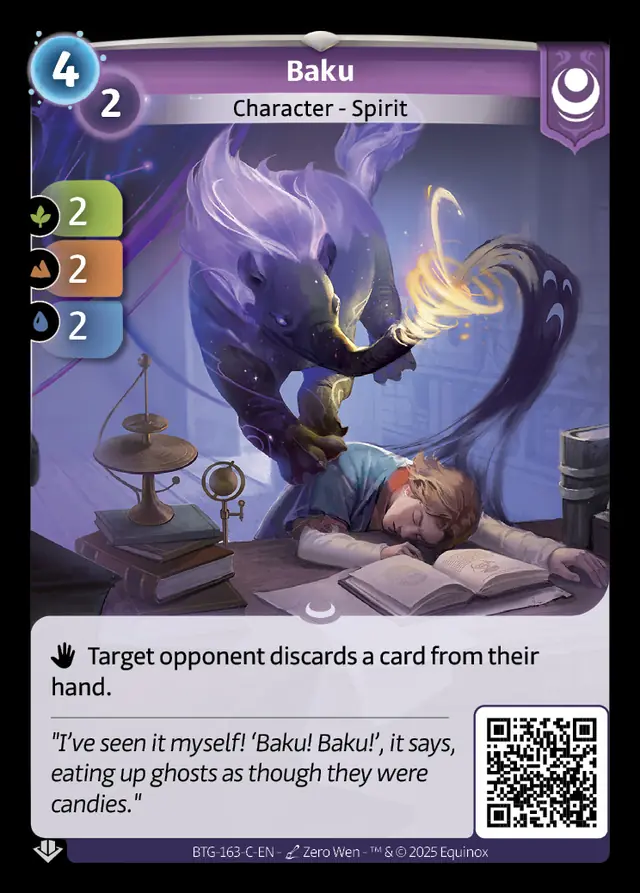 4
Baku
2
Character - Spirit
2
2
2
Target opponent discards a card from their
hand.
"I've seen it myself! ‘Baku! Baku!’, it says,
eating up ghosts as though they were
candies."
BTG-163-C-EN - Zero Wen - ™ & © 2025 Equinox